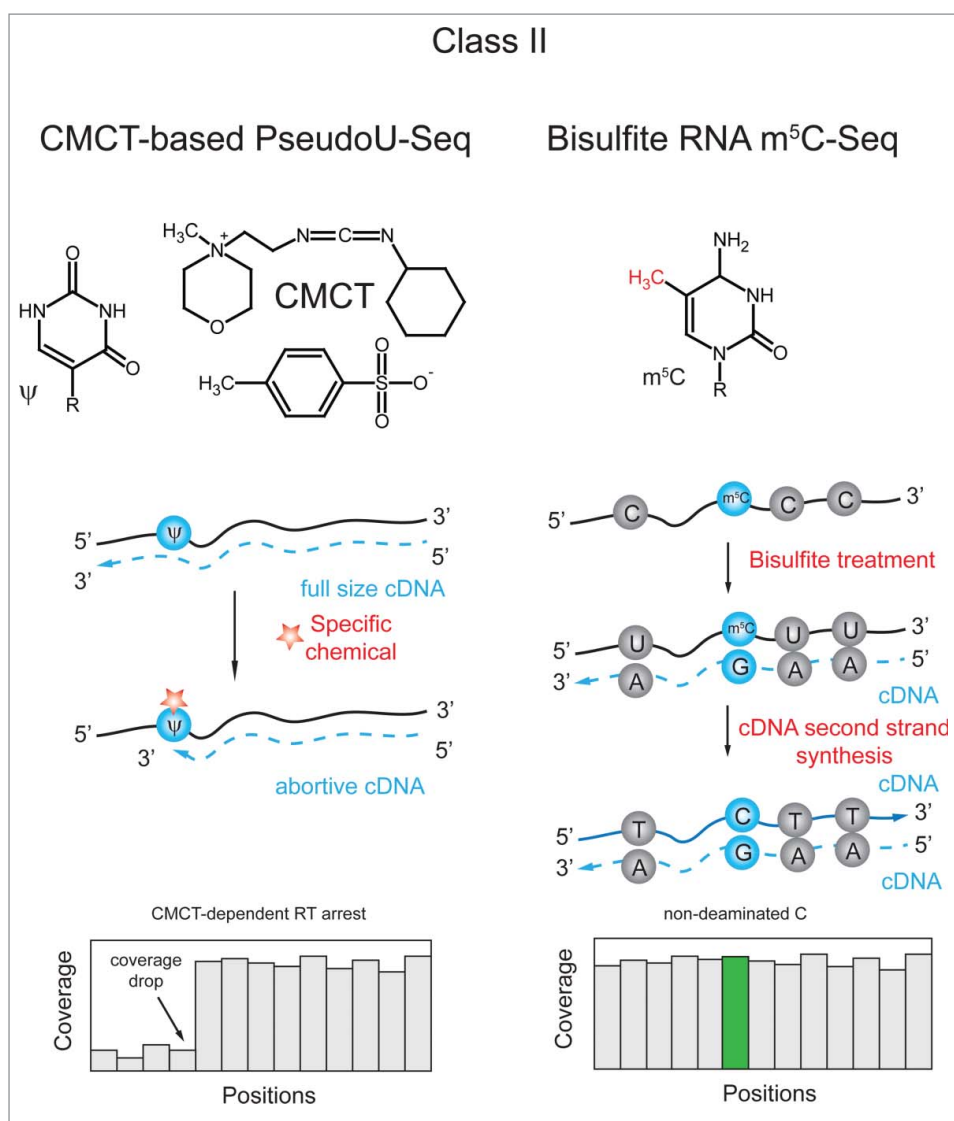 Class II
CMCT-based PseudoU-Seq
H₃C
N
+
N
C
N
O
CMCT
O
HN
NH
O
R
ψ
H₃C
O
S
O⁻
O
5’
ψ
3’
3’
5’
full size cDNA
Specific
chemical
5’
ψ
3’
3’
5’
abortive cDNA
CMCT-dependent RT arrest
coverage
drop
Coverage
Positions
Bisulfite RNA m⁵C-Seq
NH₂
H₃C
NH
N
O
R
m⁵C
5’
C
m⁵C
C
C
3’
Bisulfite treatment
5’
U
m⁵C
U
U
3’
3’
A
G
A
A
5’
cDNA
cDNA second strand
synthesis
cDNA
5’
T
C
T
T
3’
3’
A
G
A
A
5’
cDNA
non-deaminated C
Coverage
Positions